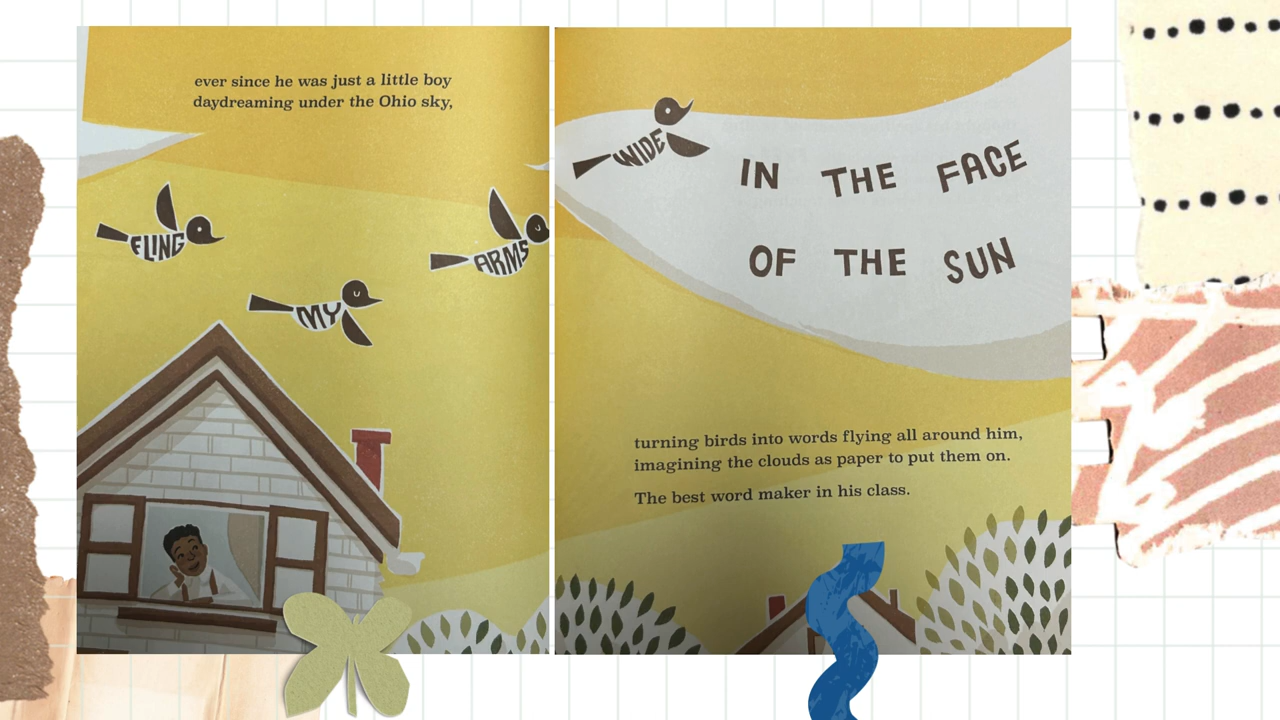 ever since he was just a little boy
daydreaming under the Ohio sky,
FLING
MY
ARMS
WIDE
IN THE FACE
OF THE SUN
turning birds into words flying all around him,
imagining the clouds as paper to put them on.
The best word maker in his class.